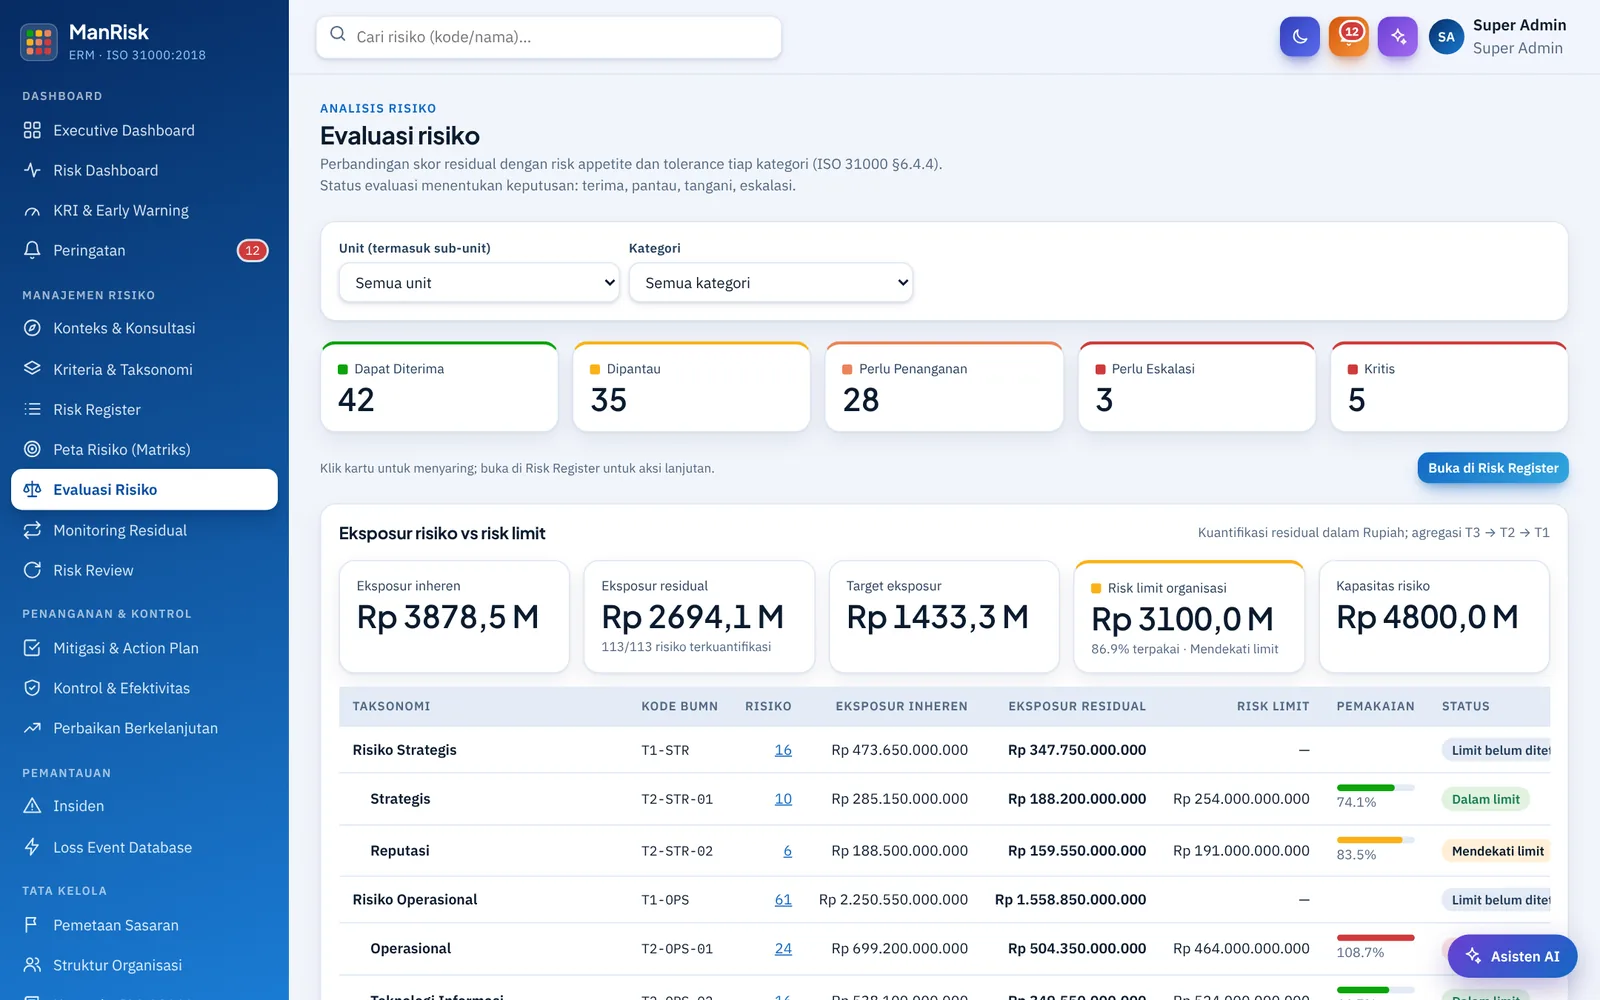 ManRisk
ERM · ISO 31000:2018
DASHBOARD
Executive Dashboard
Risk Dashboard
KRI & Early Warning
Peringatan 12
MANAJEMEN RISIKO
Konteks & Konsultasi
Kriteria & Taksonomi
Risk Register
Peta Risiko (Matriks)
Evaluasi Risiko
Monitoring Residual
Risk Review
PENANGANAN & KONTROL
Mitigasi & Action Plan
Kontrol & Efektivitas
Perbaikan Berkelanjutan
PEMANTAUAN
Insiden
Loss Event Database
TATA KELOLA
Pemetaan Sasaran
Struktur Organisasi
Cari risiko (kode/nama)...
12
SA
Super Admin
Super Admin
ANALISIS RISIKO
Evaluasi risiko
Perbandingan skor residual dengan risk appetite dan tolerance tiap kategori (ISO 31000 §6.4.4).
Status evaluasi menentukan keputusan: terima, pantau, tangani, eskalasi.
Unit (termasuk sub-unit) Kategori
Semua unit Semua kategori
Dapat Diterima Dipantau Perlu Penanganan Perlu Eskalasi Kritis
42 35 28 3 5
Klik kartu untuk menyaring; buka di Risk Register untuk aksi lanjutan.
Buka di Risk Register
Eksposur risiko vs risk limit
Kuantifikasi residual dalam Rupiah; agregasi T3 → T2 → T1
Eksposur inheren
Rp 3878,5 M
Eksposur residual
Rp 2694,1 M
113/113 risiko terkuantifikasi
Target eksposur
Rp 1433,3 M
Risk limit organisasi
Rp 3100,0 M
86.9% terpakai · Mendekati limit
Kapasitas risiko
Rp 4800,0 M
TAKSONOMI KODE BUMN RISIKO EKSPOSUR INHEREN EKSPOSUR RESIDUAL RISK LIMIT PEMAKAIAN STATUS
Risiko Strategis T1-STR 16 Rp 473.650.000.000 Rp 347.750.000.000 — Limit belum ditet
Strategis T2-STR-01 10 Rp 285.150.000.000 Rp 188.200.000.000 Rp 254.000.000.000 74.1% Dalam limit
Reputasi T2-STR-02 6 Rp 188.500.000.000 Rp 159.550.000.000 Rp 191.000.000.000 83.5% Mendekati limit
Risiko Operasional T1-OPS 61 Rp 2.250.550.000.000 Rp 1.558.850.000.000 — Limit belum ditet
Operasional T2-OPS-01 24 Rp 699.200.000.000 Rp 504.350.000.000 Rp 464.000.000.000 108.7%
Asisten AI
Teknologi Informasi